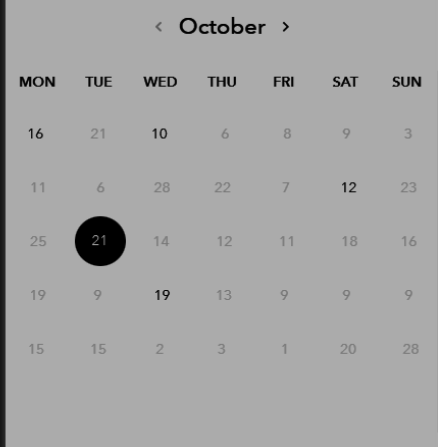 ‹ October ›
MON TUE WED THU FRI SAT SUN
16 21 10 6 8 9 3
11 6 28 22 7 12 23
25 21 14 12 11 18 16
19 9 19 13 9 9 9
15 15 2 3 1 20 28